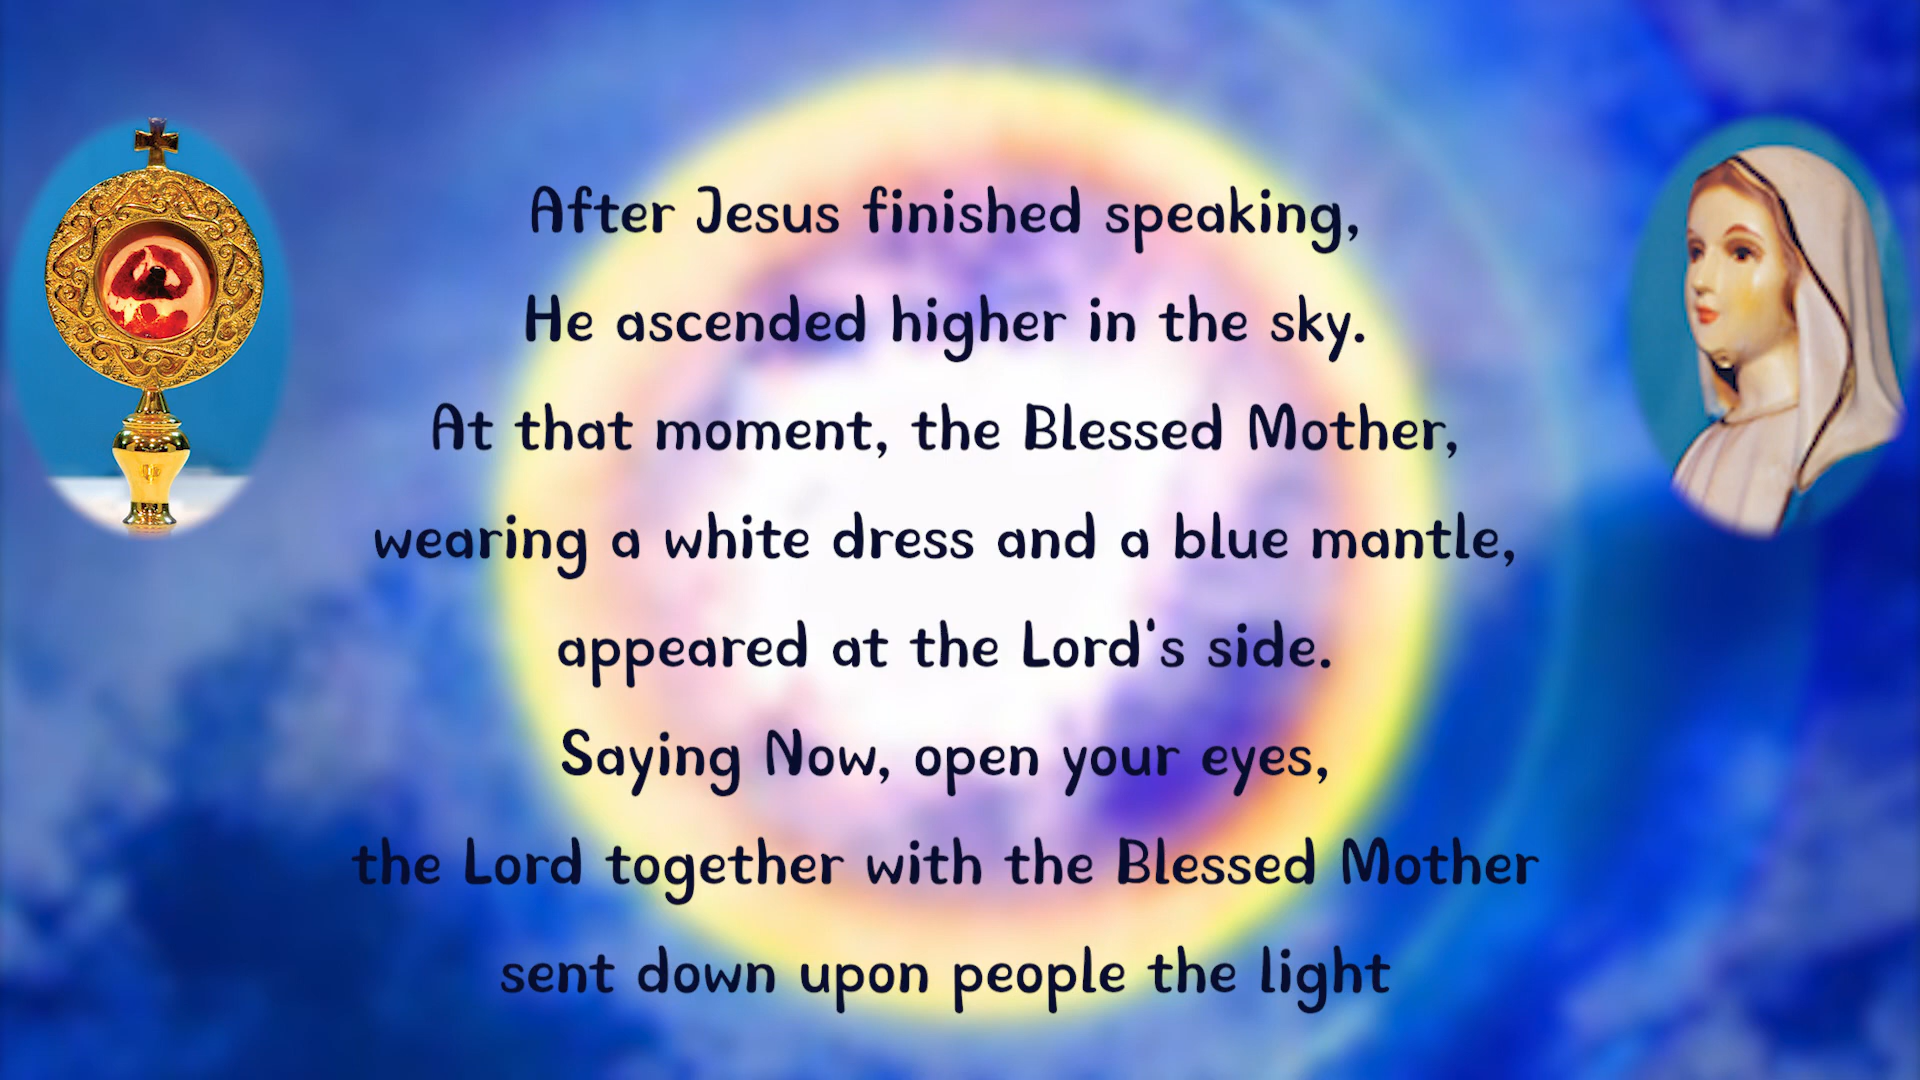 After Jesus finished speaking,
He ascended higher in the sky.
At that moment, the Blessed Mother,
wearing a white dress and a blue mantle,
appeared at the Lord's side.
Saying Now, open your eyes,
the Lord together with the Blessed Mother
sent down upon people the light